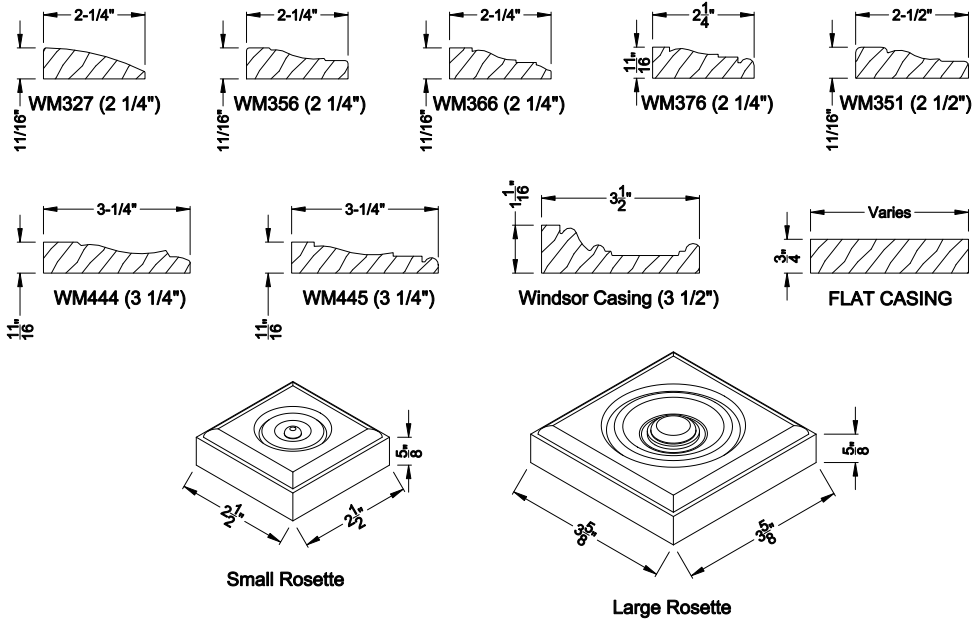 2-1/4"
2-1/4"
2-1/4"
2 1/4"
2-1/2"
11/16"
11/16"
11/16"
11/16
11/16"
WM327 (2 1/4")
WM356 (2 1/4")
WM366 (2 1/4")
WM376 (2 1/4")
WM351 (2 1/2")
3-1/4"
3-1/4"
3 1/2"
Varies
11/16"
11/16"
1 1/16"
3/4"
WM444 (3 1/4")
WM445 (3 1/4")
Windsor Casing (3 1/2")
FLAT CASING
5/8"
2 1/2"
2 1/2"
Small Rosette
5/8"
3 5/8"
3 5/8"
Large Rosette